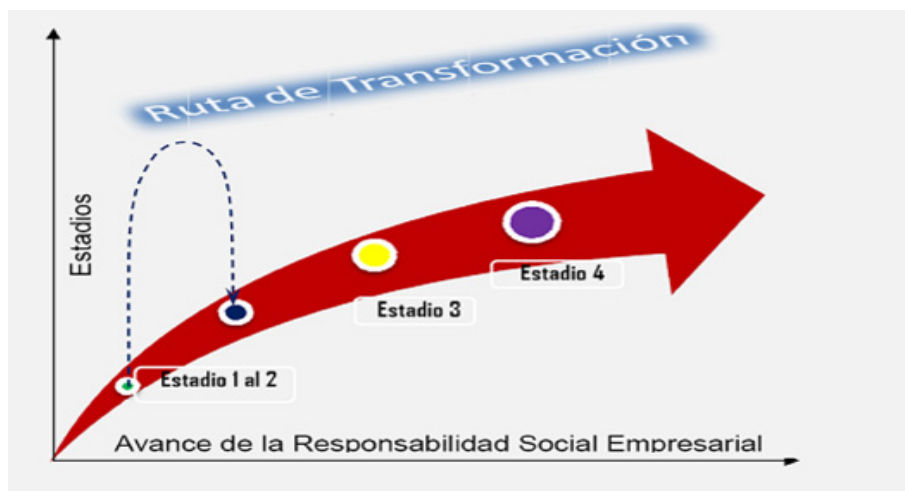 Ruta de Transformación
Estadios
Estadio 4
Estadio 3
Estadio 1 al 2
Avance de la Responsabilidad Social Empresarial